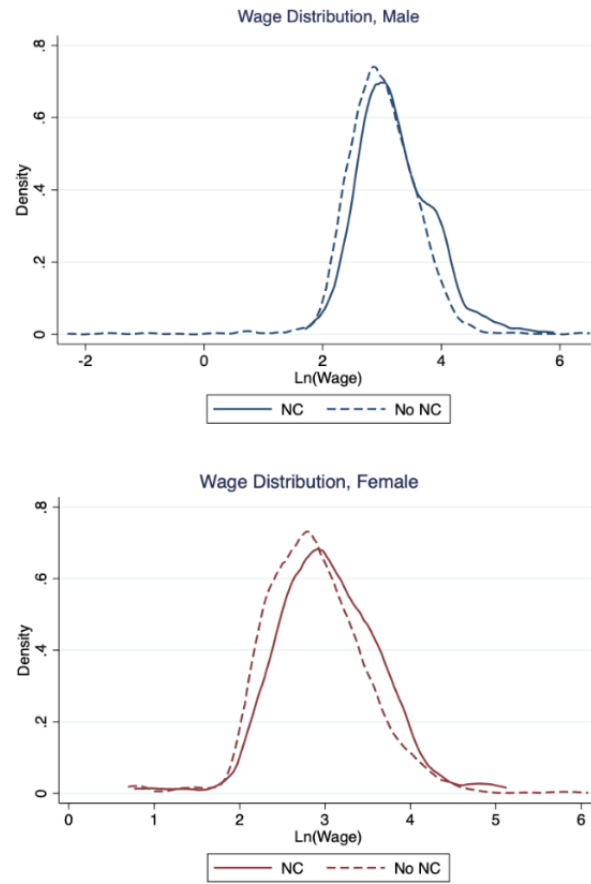 Wage Distribution, Male
.8
.6
.4
.2
0
Density
-2 0 2 4 6
Ln(Wage)
NC No NC
Wage Distribution, Female
.8
.6
.4
.2
0
Density
0 1 2 3 4 5 6
Ln(Wage)
NC No NC